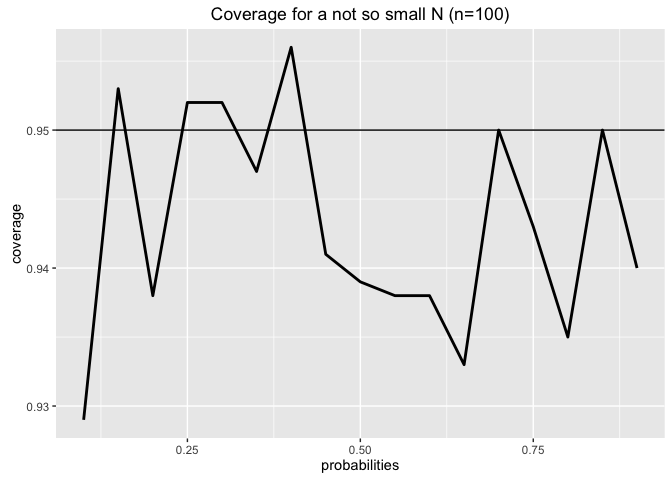 Coverage for a not so small N (n=100)
coverage
0.95
0.94
0.93
0.25 0.50 0.75
probabilities